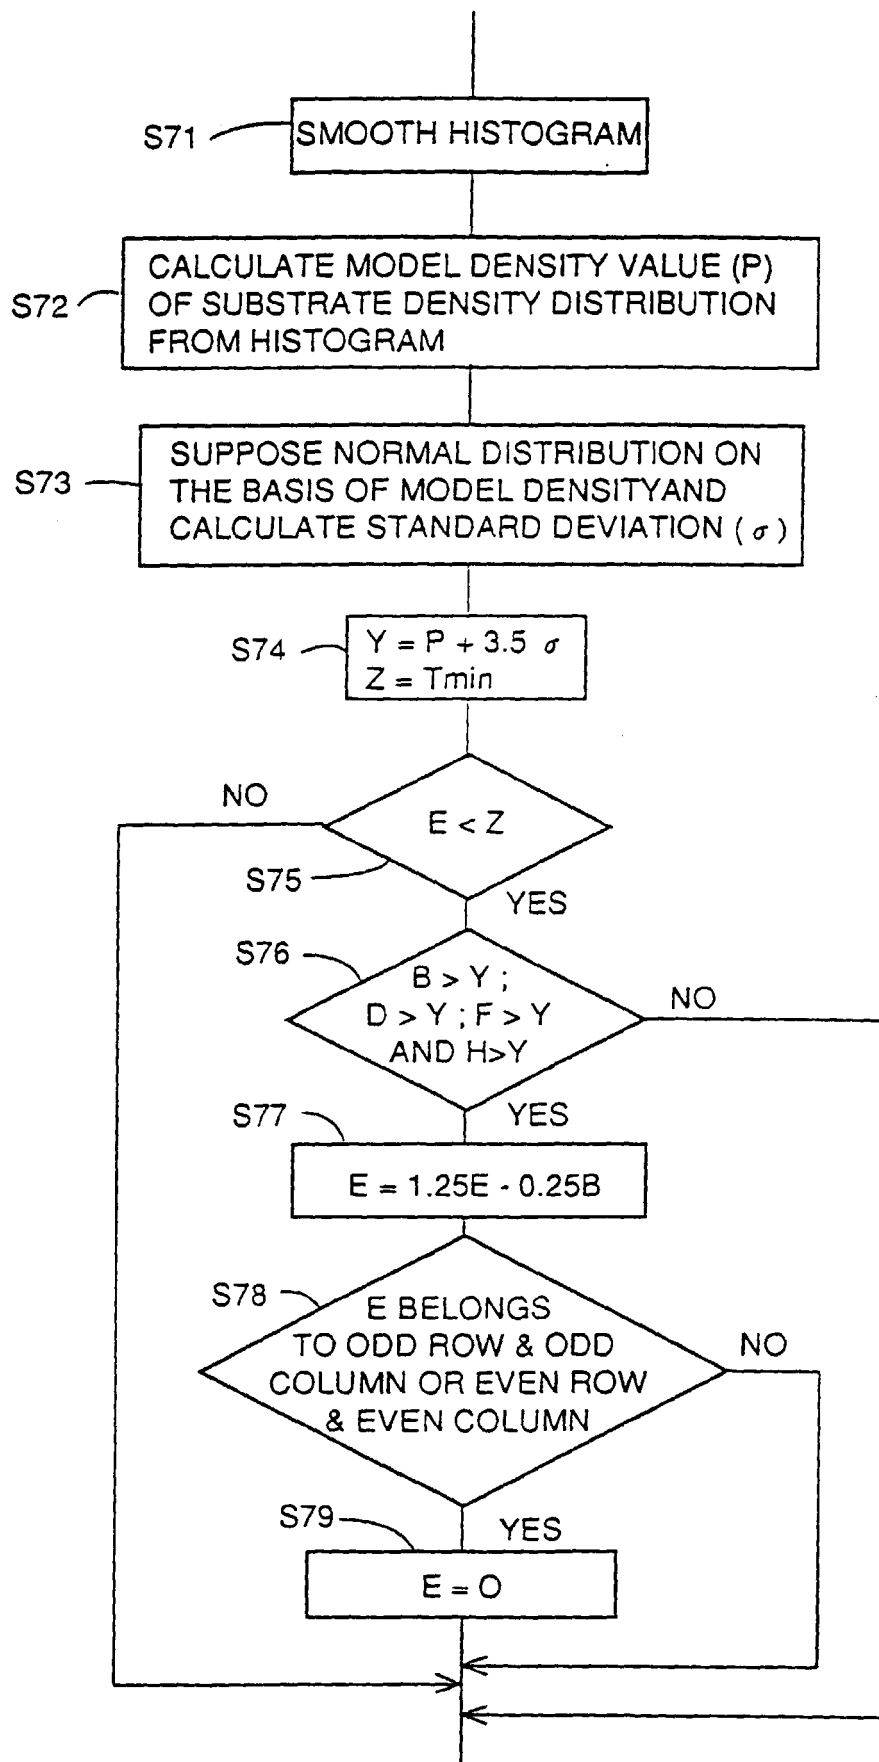 S71
SMOOTH HISTOGRAM
S72
CALCULATE MODEL DENSITY VALUE (P)
OF SUBSTRATE DENSITY DISTRIBUTION
FROM HISTOGRAM
S73
SUPPOSE NORMAL DISTRIBUTION ON
THE BASIS OF MODEL DENSITYAND
CALCULATE STANDARD DEVIATION (σ)
S74
Y = P + 3.5 σ
Z = Tmin
NO
E < Z
S75
YES
S76
B > Y ;
D > Y ; F > Y
AND H>Y
NO
YES
S77
E = 1.25E - 0.25B
S78
E BELONGS
TO ODD ROW & ODD
COLUMN OR EVEN ROW
& EVEN COLUMN
NO
S79
YES
E = O